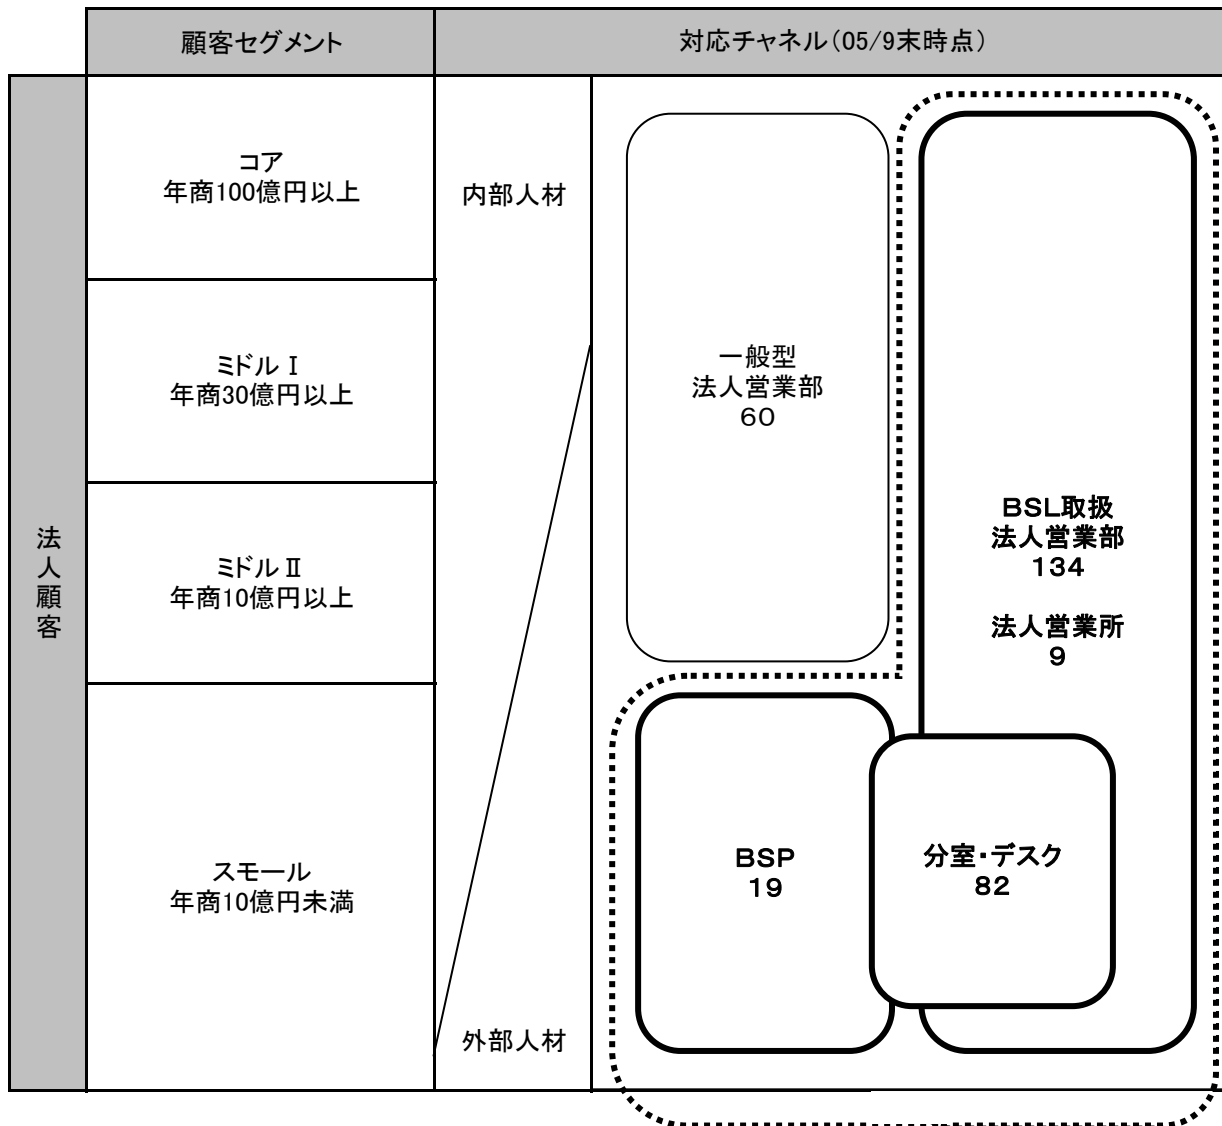 顧客セグメント
対応チャネル（05/9末時点）
法人顧客
コア
年商100億円以上
ミドルⅠ
年商30億円以上
ミドルⅡ
年商10億円以上
スモール
年商10億円未満
内部人材
外部人材
一般型
法人営業部
６０
ＢＳＬ取扱
法人営業部
１３４
法人営業所
９
ＢＳＰ
１９
分室・デスク
８２